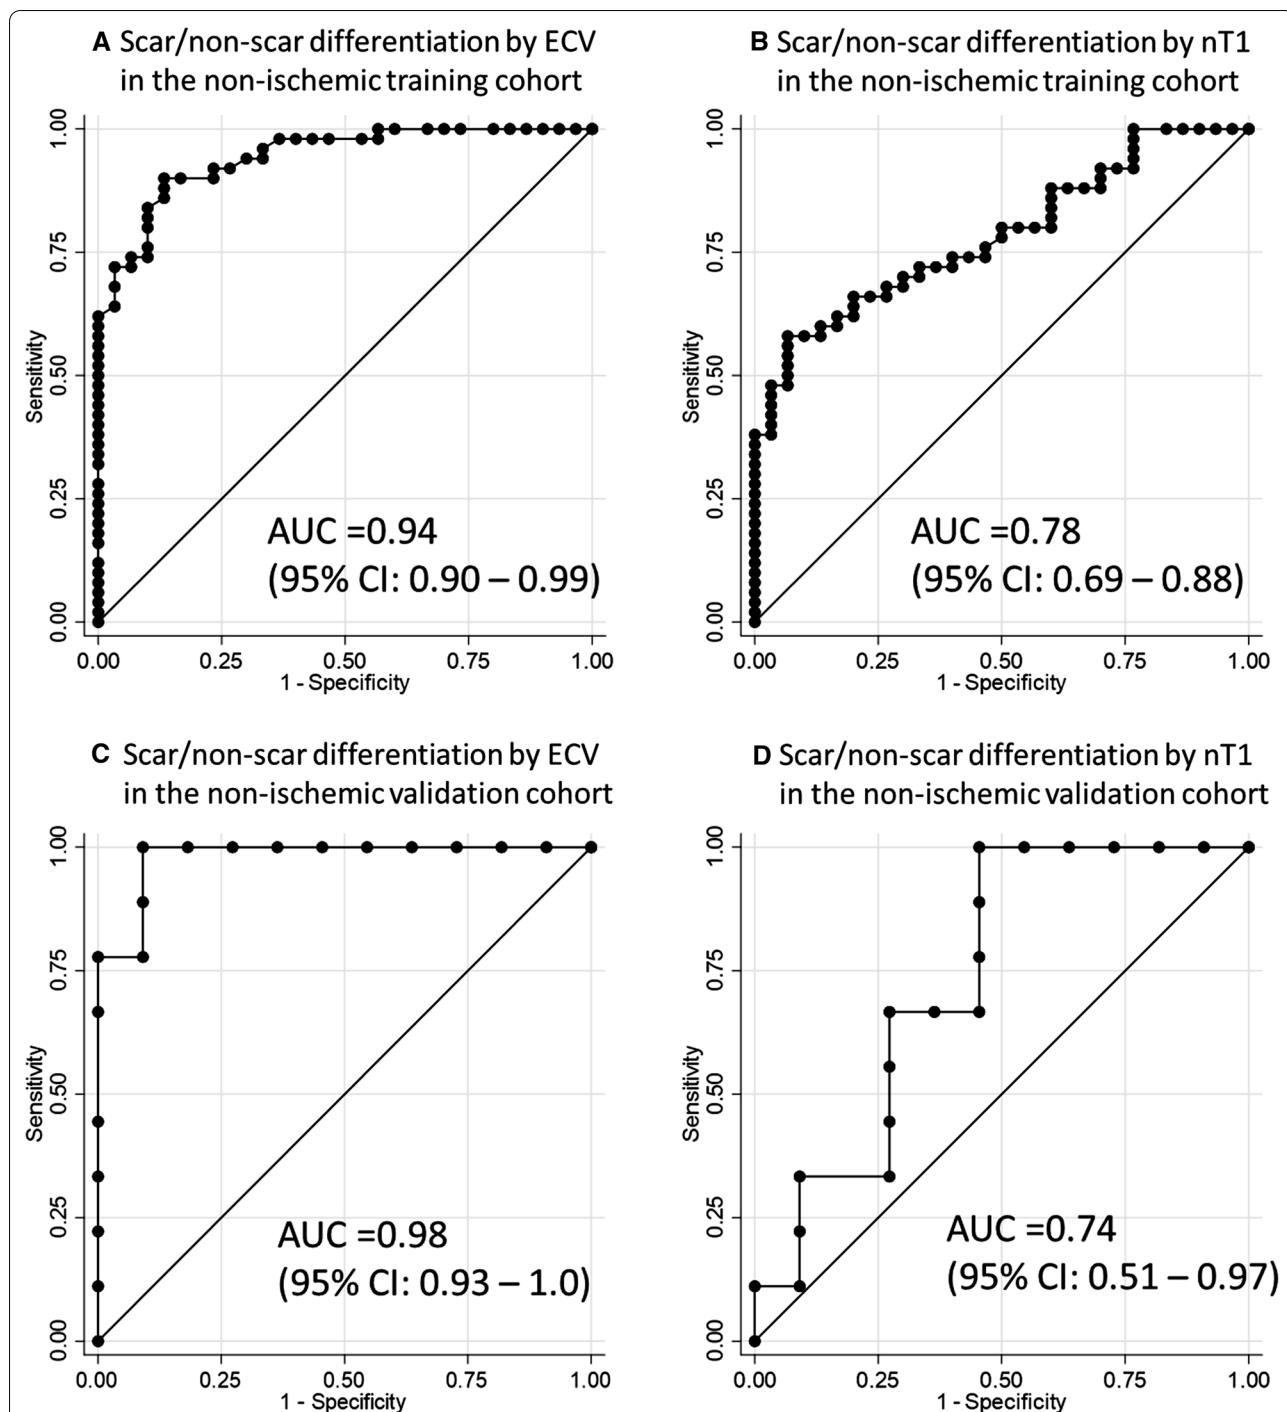 A Scar/non-scar differentiation by ECV
in the non-ischemic training cohort
1.00
0.75
0.50
0.25
0.00
Sensitivity
AUC =0.94
(95% CI: 0.90 – 0.99)
0.00 0.25 0.50 0.75 1.00
1 - Specificity
B Scar/non-scar differentiation by nT1
in the non-ischemic training cohort
1.00
0.75
0.50
0.25
0.00
Sensitivity
AUC =0.78
(95% CI: 0.69 – 0.88)
0.00 0.25 0.50 0.75 1.00
1 - Specificity
C Scar/non-scar differentiation by ECV
in the non-ischemic validation cohort
1.00
0.75
0.50
0.25
0.00
Sensitivity
AUC =0.98
(95% CI: 0.93 – 1.0)
0.00 0.25 0.50 0.75 1.00
1 - Specificity
D Scar/non-scar differentiation by nT1
in the non-ischemic validation cohort
1.00
0.75
0.50
0.25
0.00
Sensitivity
AUC =0.74
(95% CI: 0.51 – 0.97)
0.00 0.25 0.50 0.75 1.00
1 - Specificity